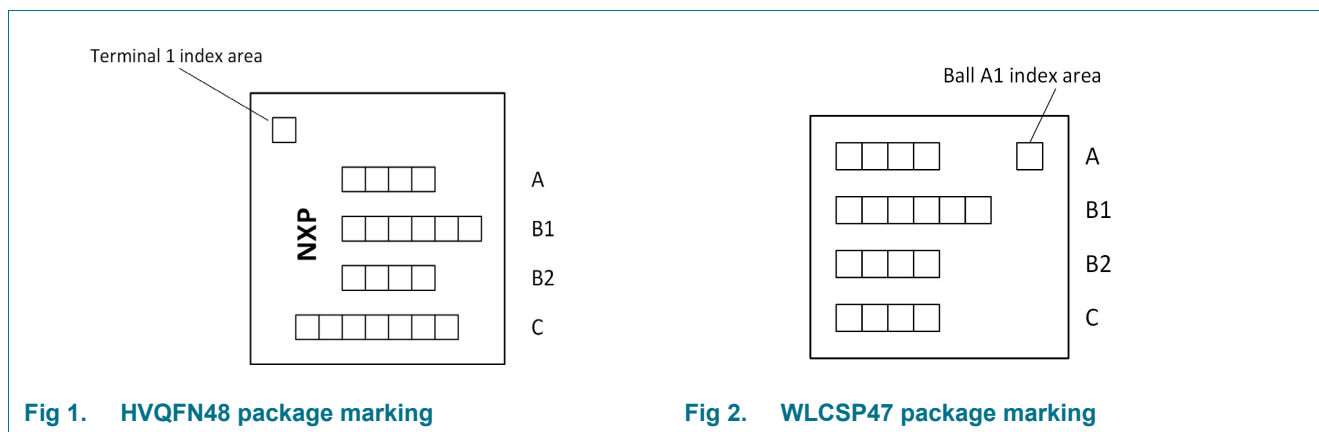 Terminal 1 index area
NXP
A
B1
B2
C
Fig 1. HVQFN48 package marking
Ball A1 index area
A
B1
B2
C
Fig 2. WLCSP47 package marking